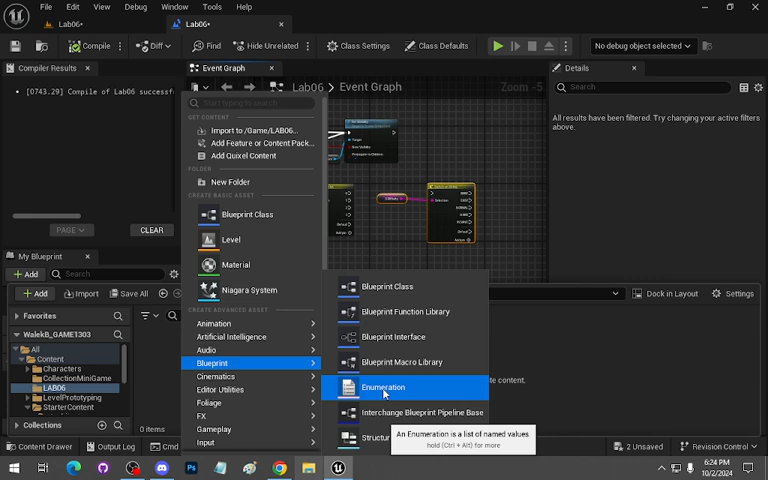 File Edit View Debug Window Tools Help
Lab06• Lab06•
Compile Diff Find Hide Unrelated Class Settings Class Defaults No debug object selected
Compiler Results Event Graph Details
Lab06 > Event Graph Zoom -5
Search
[0743.29] Compile of Lab06 successf
All results have been filtered. Try changing your active filters
above.
Start typing to search
GET CONTENT
Import to /Game/LAB06...
Add Feature or Content Pack...
Add Quixel Content
FOLDER
New Folder
CREATE BASIC ASSET
Blueprint Class
Level
Material
Niagara System
CREATE ADVANCED ASSET
Animation
Artificial Intelligence
Audio
Blueprint
Cinematics
Editor Utilities
Foliage
FX
Gameplay
Input
Blueprint Class
Blueprint Function Library
Blueprint Interface
Blueprint Macro Library
Enumeration
Interchange Blueprint Pipeline Base
Structur
An Enumeration is a list of named values.
hold (Ctrl + Alt) for more
PAGE CLEAR
My Blueprint
Add Search
Add Import Save All Dock in Layout Settings
Favorites
WalekB_GAME1303
All
Content
Characters
CollectionMiniGame
LAB06
LevelPrototyping
StarterContent
Collections
0 items
Content Drawer Output Log Cmd 2 Unsaved Revision Control
6:24 PM
10/2/2024